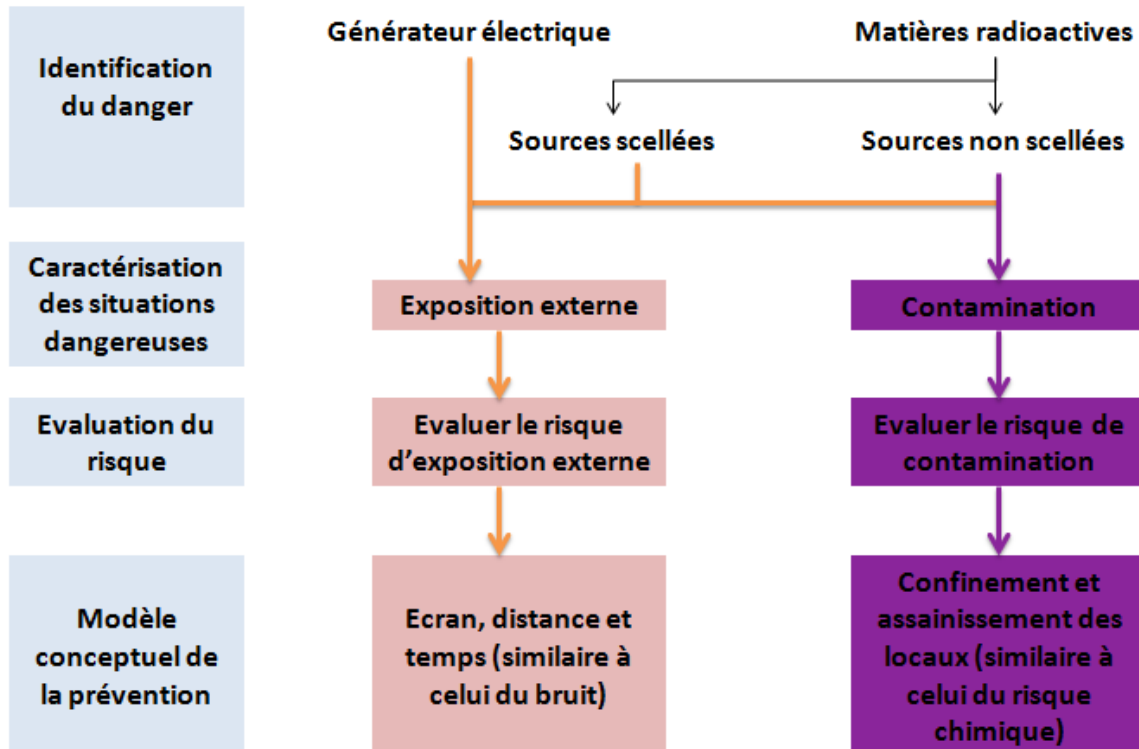 Identification
du danger
Générateur électrique
Matières radioactives
Sources scellées
Sources non scellées
Caractérisation
des situations
dangereuses
Exposition externe
Contamination
Evaluation du
risque
Evaluer le risque
d'exposition externe
Evaluer le risque de
contamination
Modèle
conceptuel de
la prévention
Ecran, distance et
temps (similaire à
celui du bruit)
Confinement et
assainissement des
locaux (similaire à
celui du risque
chimique)